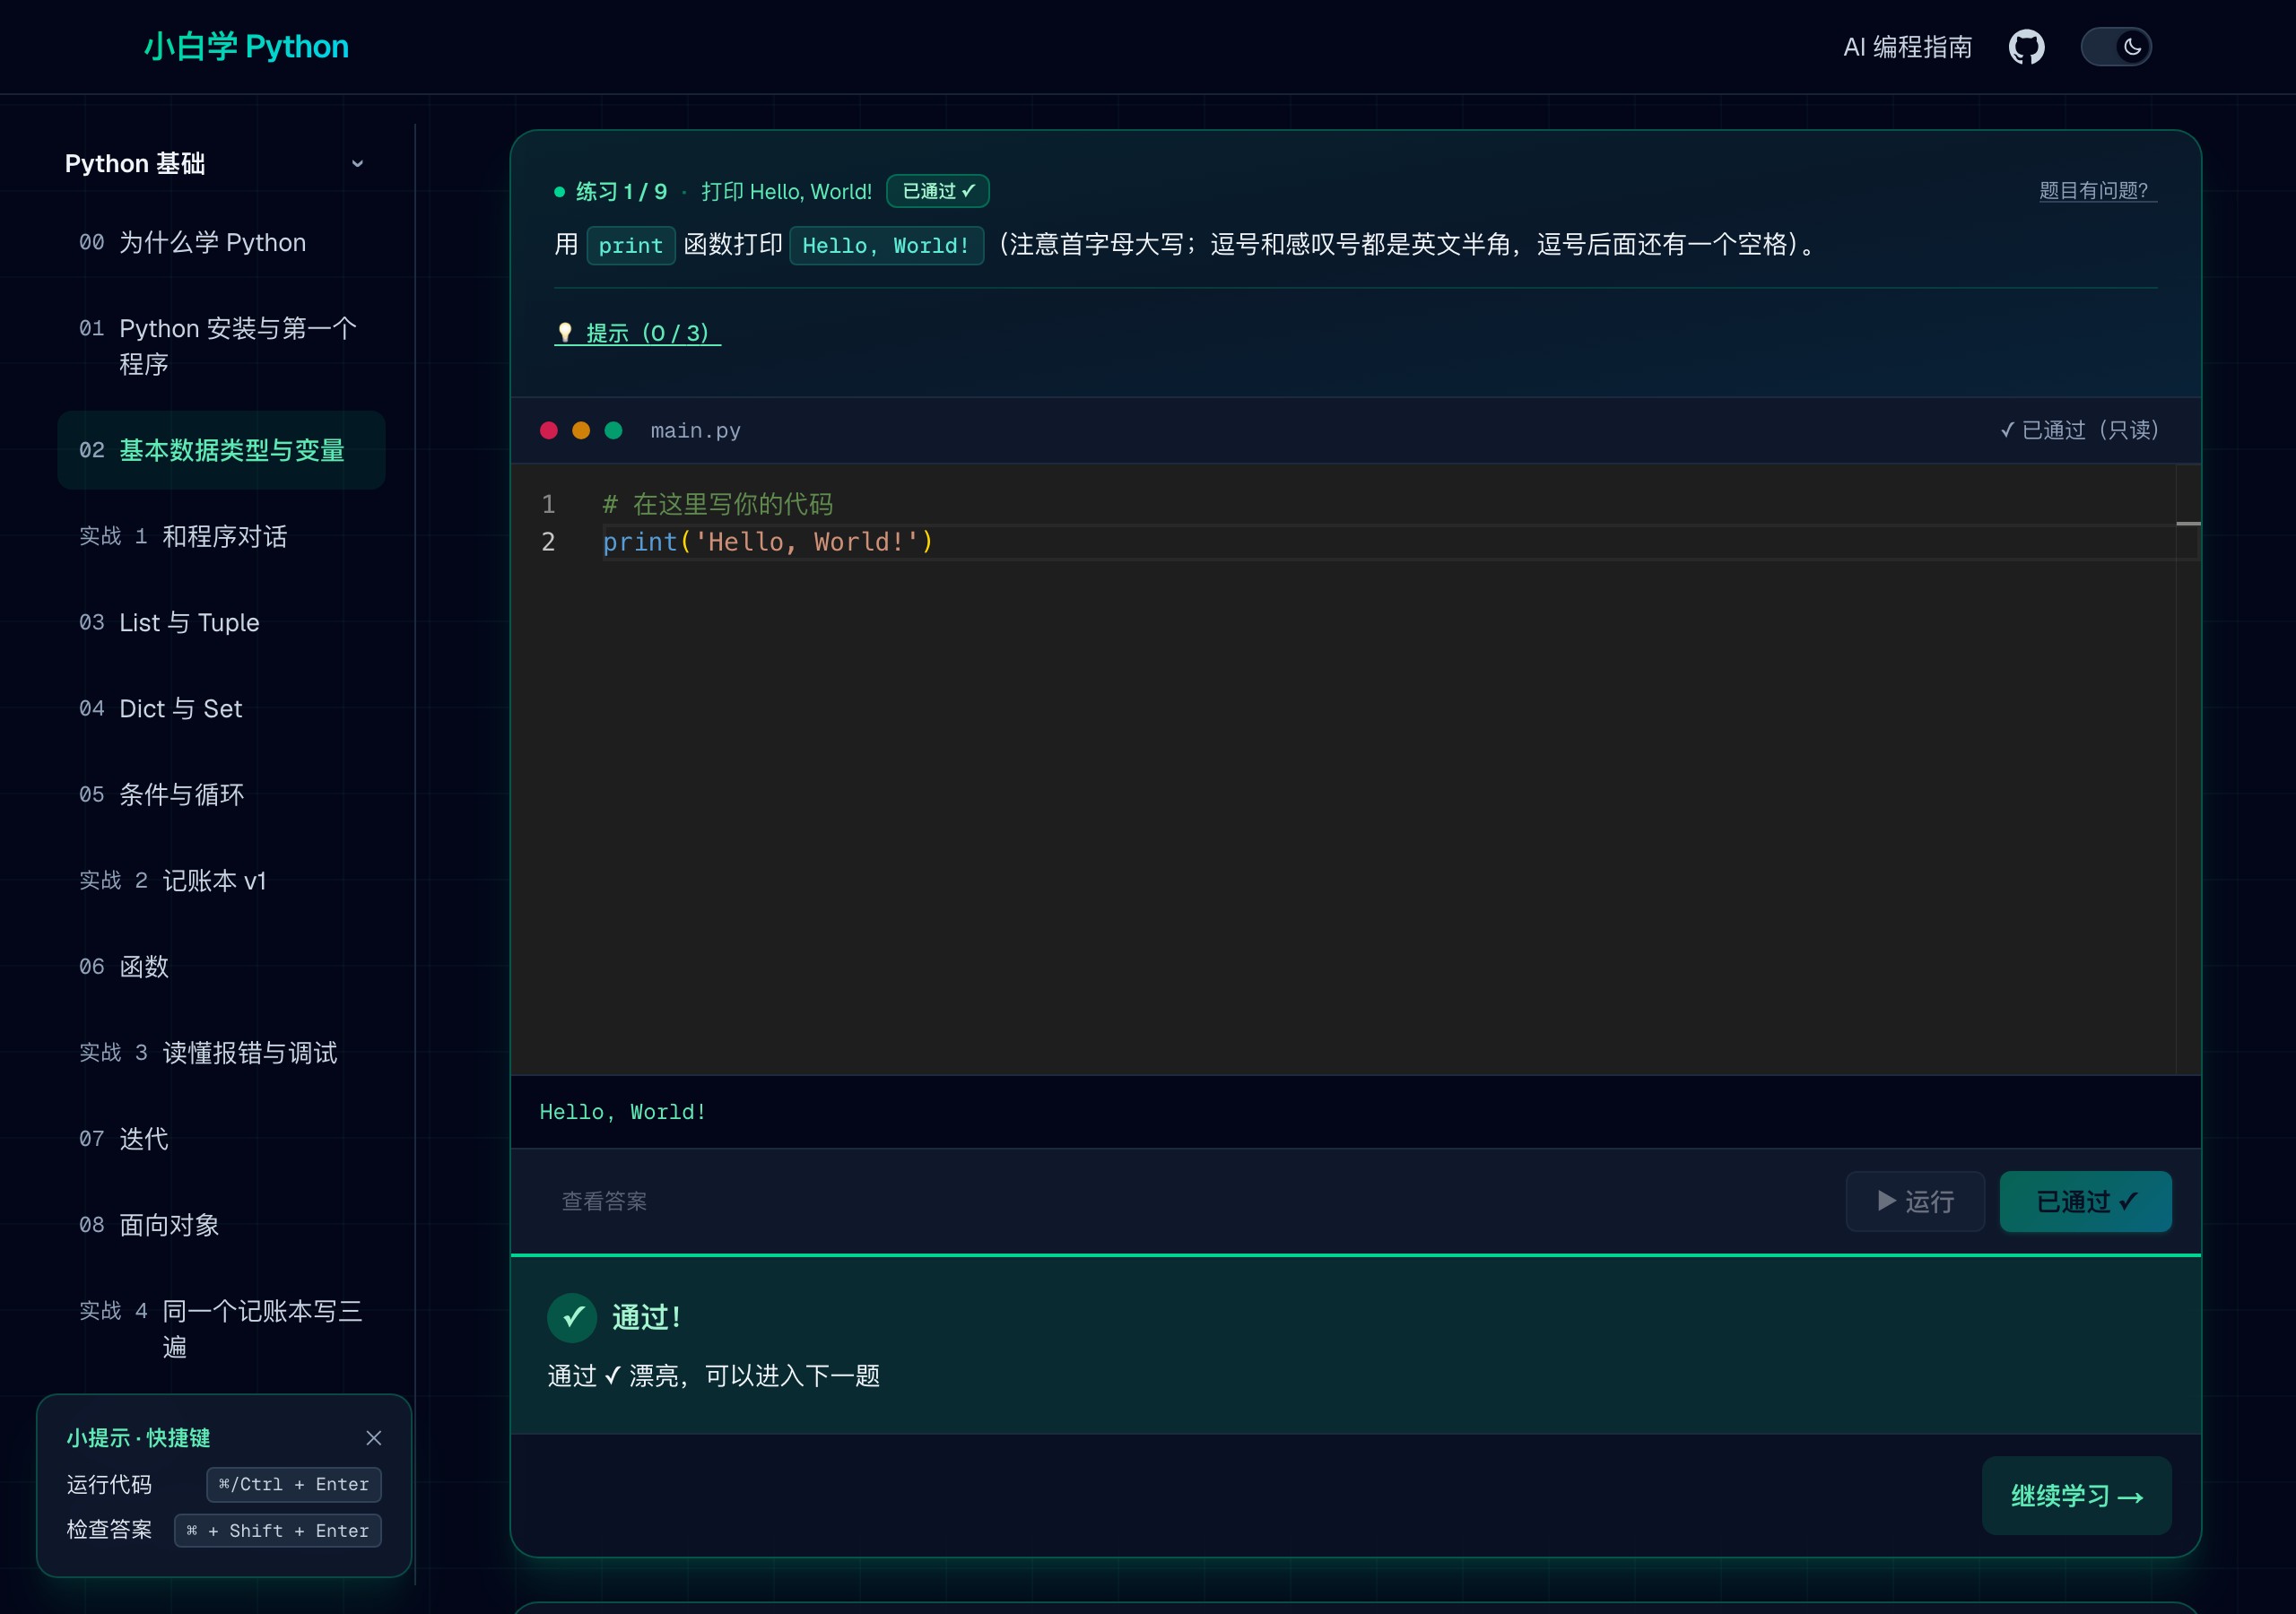 小白学 Python
AI 编程指南
Python 基础
00 为什么学 Python
01 Python 安装与第一个
程序
02 基本数据类型与变量
实战 1 和程序对话
03 List 与 Tuple
04 Dict 与 Set
05 条件与循环
实战 2 记账本 v1
06 函数
实战 3 读懂报错与调试
07 迭代
08 面向对象
实战 4 同一个记账本写三
遍
小提示 · 快捷键
运行代码 ⌘/Ctrl + Enter
检查答案 ⌘ + Shift + Enter
练习 1 / 9 · 打印 Hello, World! 已通过 ✓
题目有问题?
用 print 函数打印 Hello, World! （注意首字母大写；逗号和感叹号都是英文半角，逗号后面还有一个空格）。
💡 提示（0 / 3）
main.py
✓ 已通过（只读）
1 # 在这里写你的代码
2 print('Hello, World!')
Hello, World!
查看答案
▶ 运行
已通过 ✓
✓ 通过！
通过 ✓ 漂亮，可以进入下一题
继续学习 →